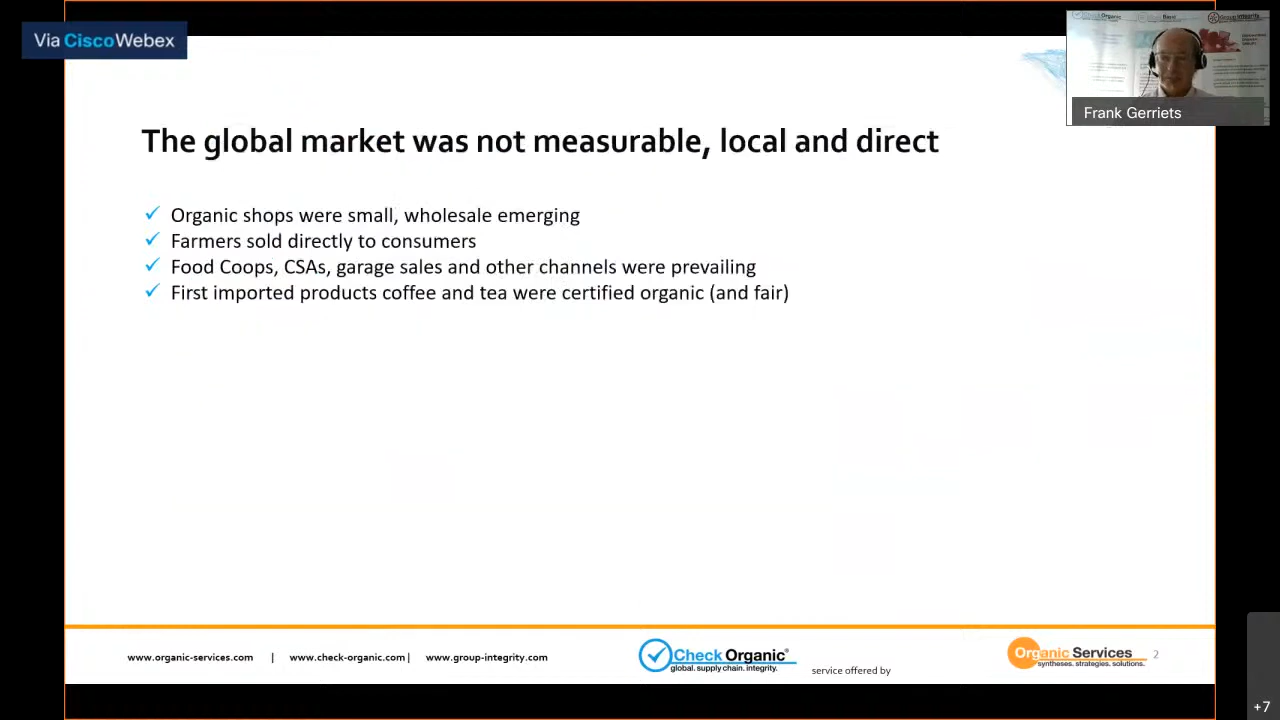 Via CiscoWebex
Group Integrity
Frank Gerriets
The global market was not measurable, local and direct
✓ Organic shops were small, wholesale emerging
✓ Farmers sold directly to consumers
✓ Food Coops, CSAs, garage sales and other channels were prevailing
✓ First imported products coffee and tea were certified organic (and fair)
www.organic-services.com | www.check-organic.com | www.group-integrity.com
Check Organic®
global. supply chain. integrity.
service offered by
Organic Services
syntheses. strategies. solutions.
2
+7